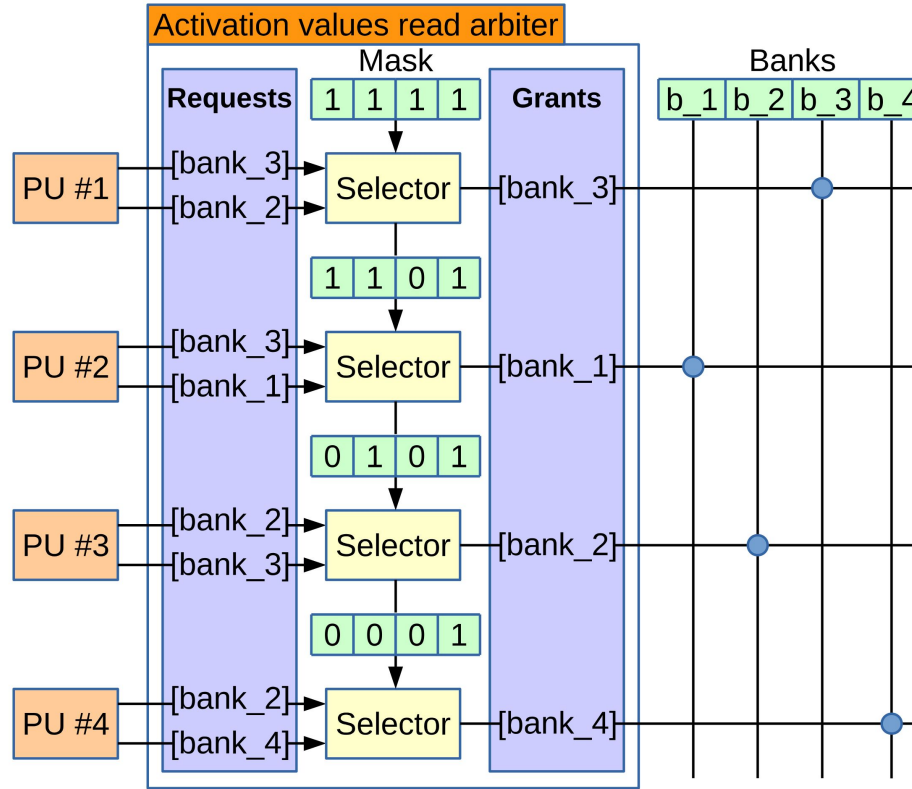 Activation values read arbiter
Mask
Banks
Requests
1 1 1 1
Grants
b_1 b_2 b_3 b_4
PU #1
[bank_3]
[bank_2]
Selector
[bank_3]
1 1 0 1
PU #2
[bank_3]
[bank_1]
Selector
[bank_1]
0 1 0 1
PU #3
[bank_2]
[bank_3]
Selector
[bank_2]
0 0 0 1
PU #4
[bank_2]
[bank_4]
Selector
[bank_4]